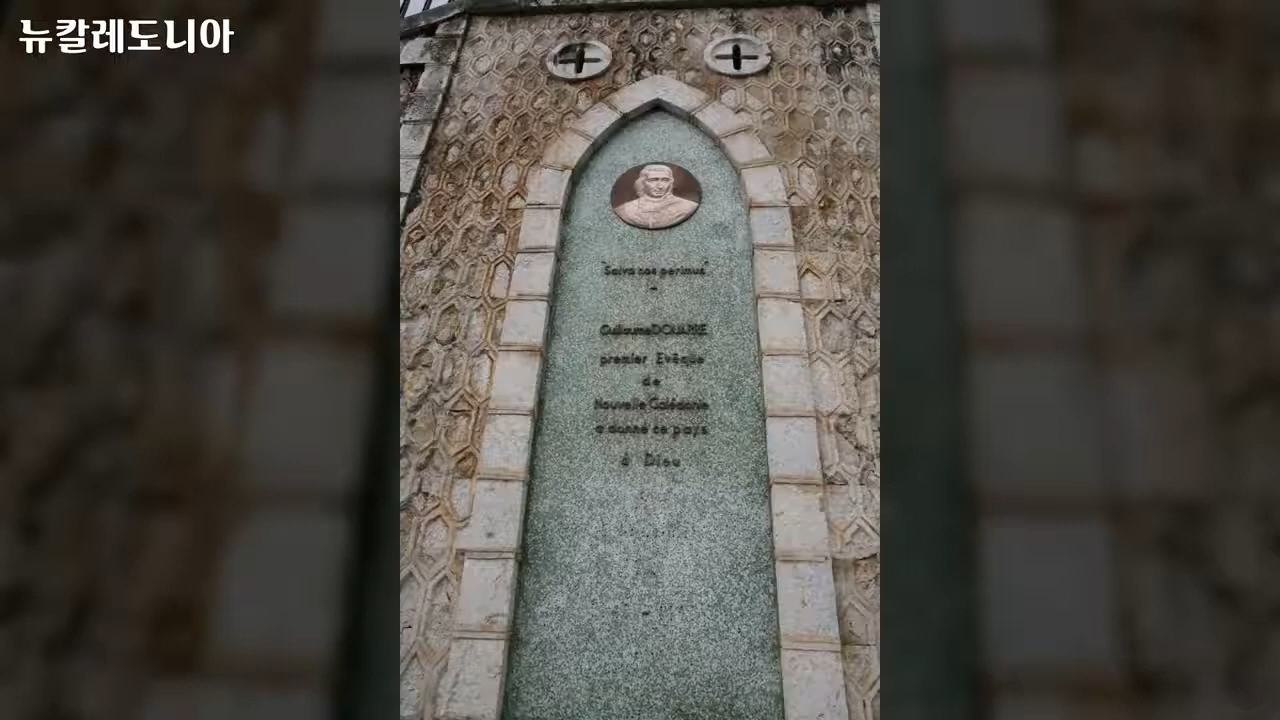 뉴칼레도니아
"Salva nos perimus"
Guillaume DOUARRE
premier Evêque
de
Nouvelle Calédonie
a donné ce pays
à Dieu